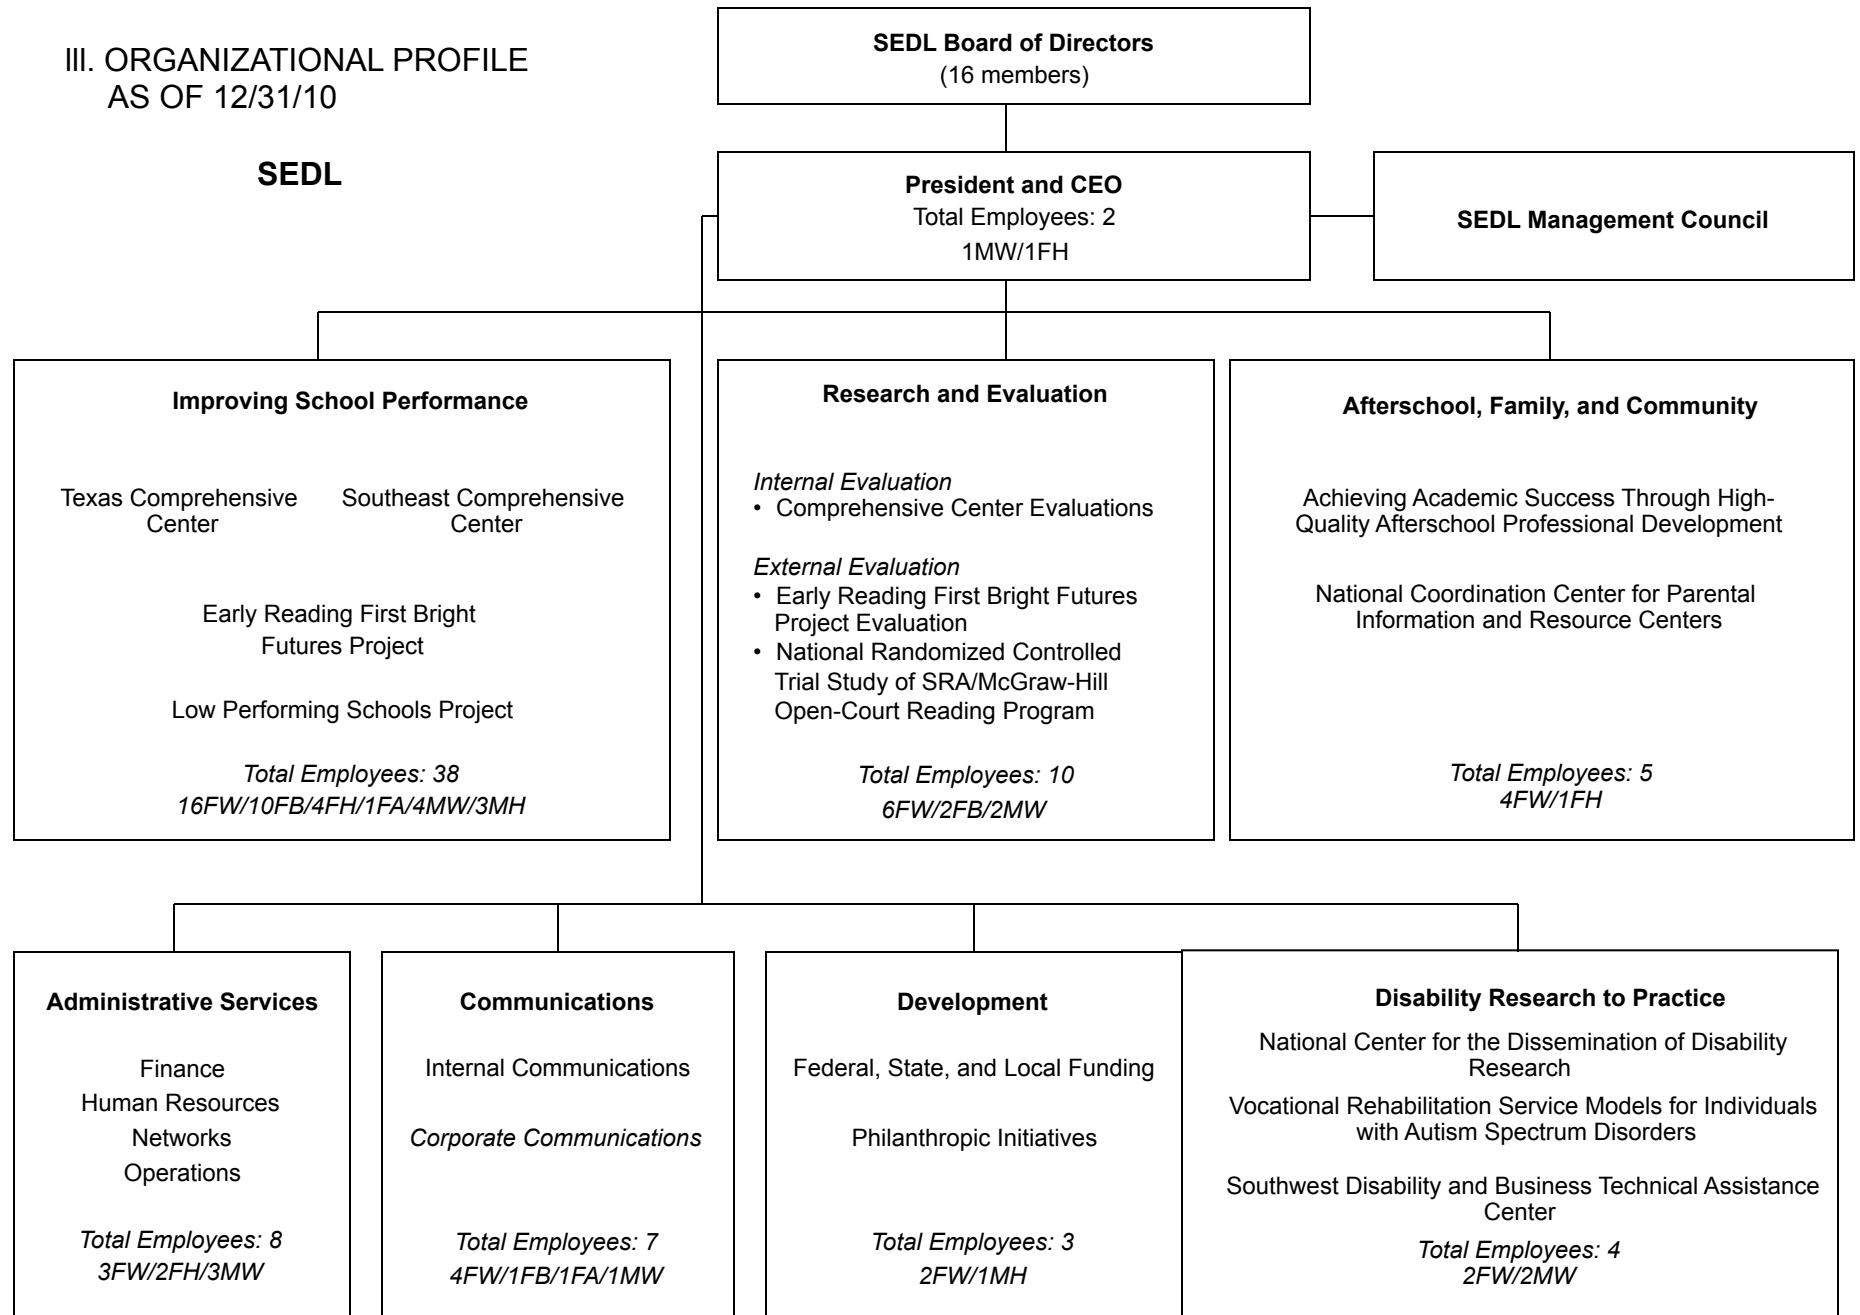 III. ORGANIZATIONAL PROFILE
AS OF 12/31/10
SEDL
SEDL Board of Directors
(16 members)
President and CEO
Total Employees: 2
1MW/1FH
SEDL Management Council
Improving School Performance
Texas Comprehensive
Center
Southeast Comprehensive
Center
Early Reading First Bright
Futures Project
Low Performing Schools Project
Total Employees: 38
16FW/10FB/4FH/1FA/4MW/3MH
Research and Evaluation
Internal Evaluation
• Comprehensive Center Evaluations
External Evaluation
• Early Reading First Bright Futures
Project Evaluation
• National Randomized Controlled
Trial Study of SRA/McGraw-Hill
Open-Court Reading Program
Total Employees: 10
6FW/2FB/2MW
Afterschool, Family, and Community
Achieving Academic Success Through High-
Quality Afterschool Professional Development
National Coordination Center for Parental
Information and Resource Centers
Total Employees: 5
4FW/1FH
Administrative Services
Finance
Human Resources
Networks
Operations
Total Employees: 8
3FW/2FH/3MW
Communications
Internal Communications
Corporate Communications
Total Employees: 7
4FW/1FB/1FA/1MW
Development
Federal, State, and Local Funding
Philanthropic Initiatives
Total Employees: 3
2FW/1MH
Disability Research to Practice
National Center for the Dissemination of Disability
Research
Vocational Rehabilitation Service Models for Individuals
with Autism Spectrum Disorders
Southwest Disability and Business Technical Assistance
Center
Total Employees: 4
2FW/2MW